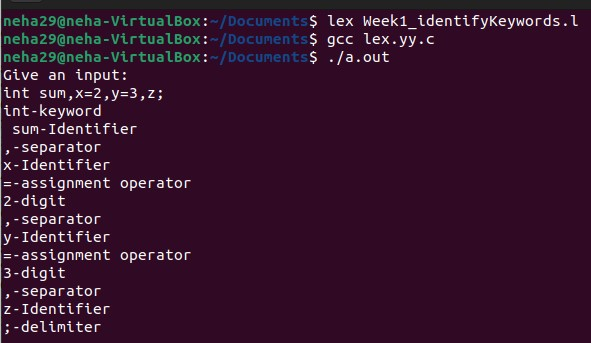 neha29@neha-VirtualBox:~/Documents$ lex Week1_identifyKeywords.l
neha29@neha-VirtualBox:~/Documents$ gcc lex.yy.c
neha29@neha-VirtualBox:~/Documents$ ./a.out
Give an input:
int sum,x=2,y=3,z;
int-keyword
 sum-Identifier
,-separator
x-Identifier
=-assignment operator
2-digit
,-separator
y-Identifier
=-assignment operator
3-digit
,-separator
z-Identifier
;-delimiter